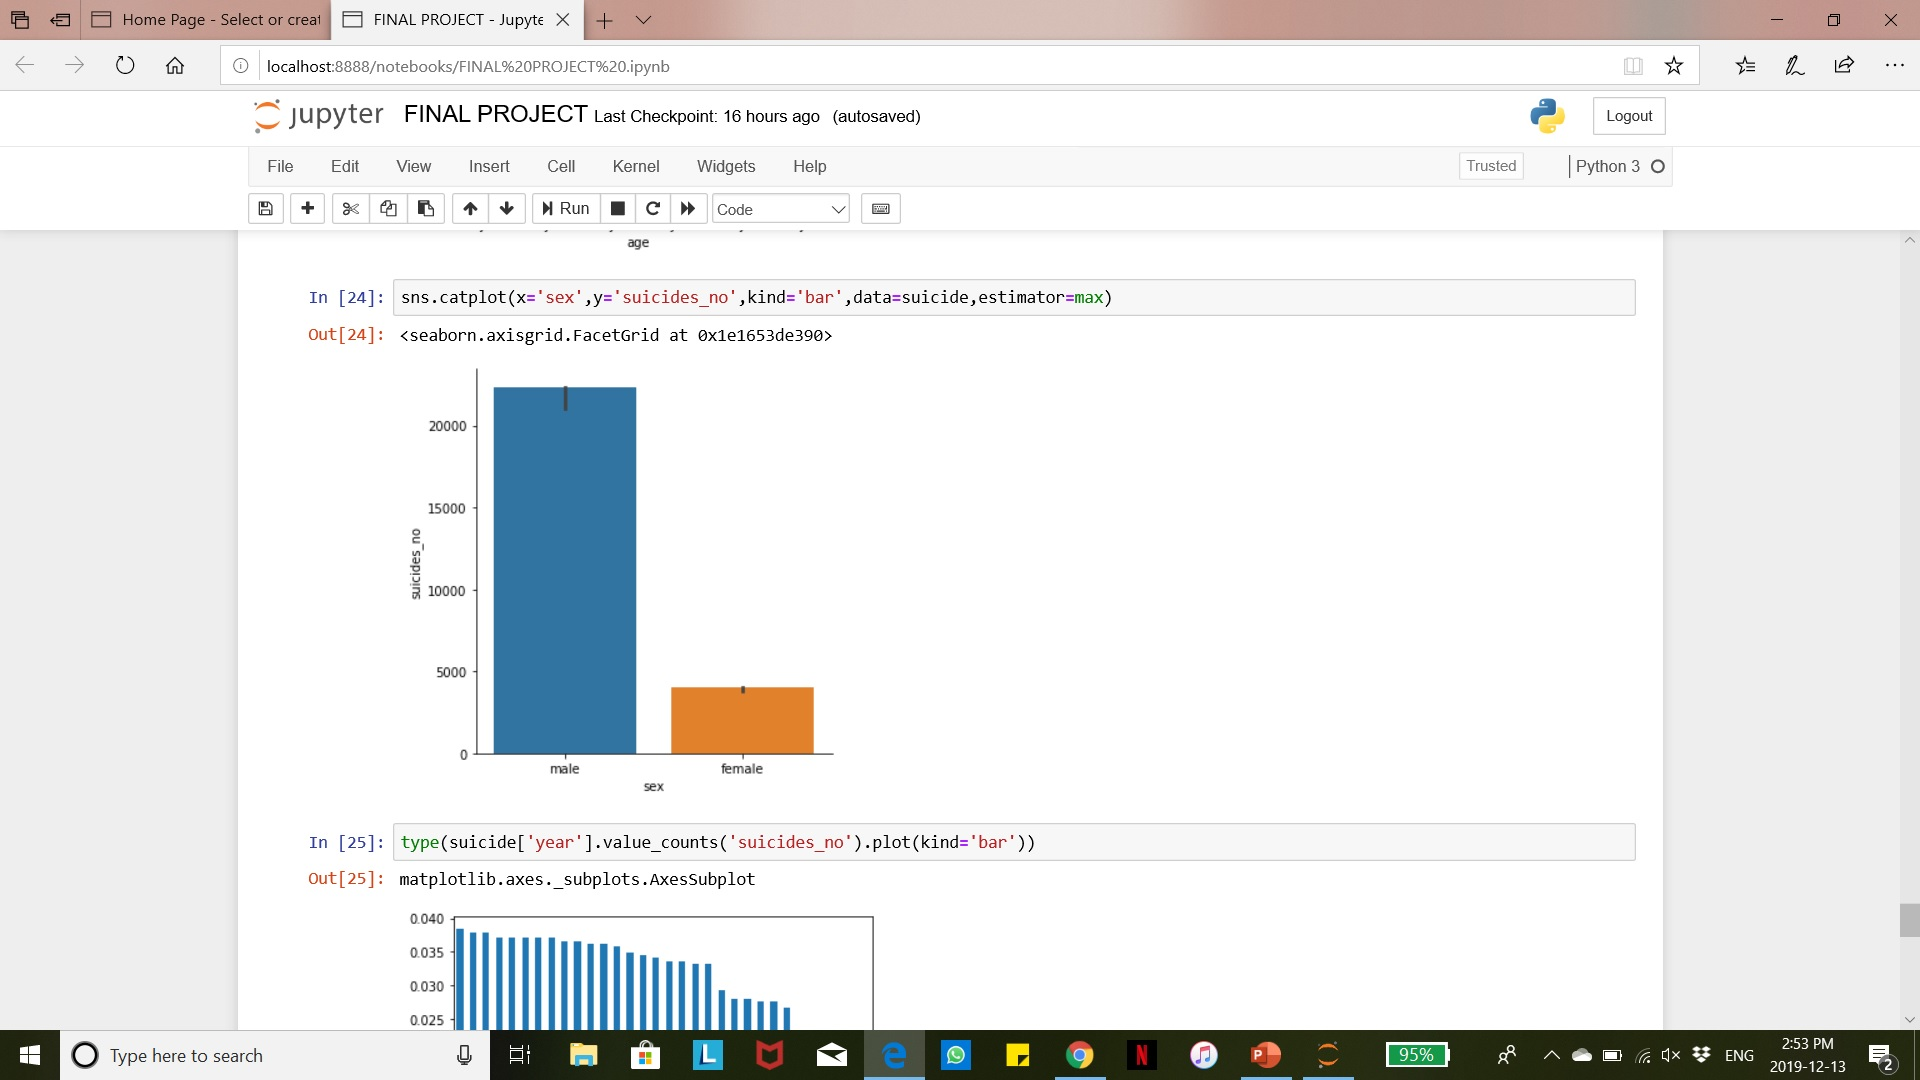 Home Page - Select or creat
FINAL PROJECT - Jupyte
localhost:8888/notebooks/FINAL%20PROJECT%20.ipynb
jupyter FINAL PROJECT Last Checkpoint: 16 hours ago (autosaved)
Logout
File Edit View Insert Cell Kernel Widgets Help
Trusted
Python 3
Run
Code
age
In [24]: sns.catplot(x='sex',y='suicides_no',kind='bar',data=suicide,estimator=max)
Out[24]: <seaborn.axisgrid.FacetGrid at 0x1e1653de390>
20000
15000
10000
5000
0
suicides_no
male female
sex
In [25]: type(suicide['year'].value_counts('suicides_no').plot(kind='bar'))
Out[25]: matplotlib.axes._subplots.AxesSubplot
0.040
0.035
0.030
0.025
Type here to search
95%
ENG
2:53 PM
2019-12-13
2